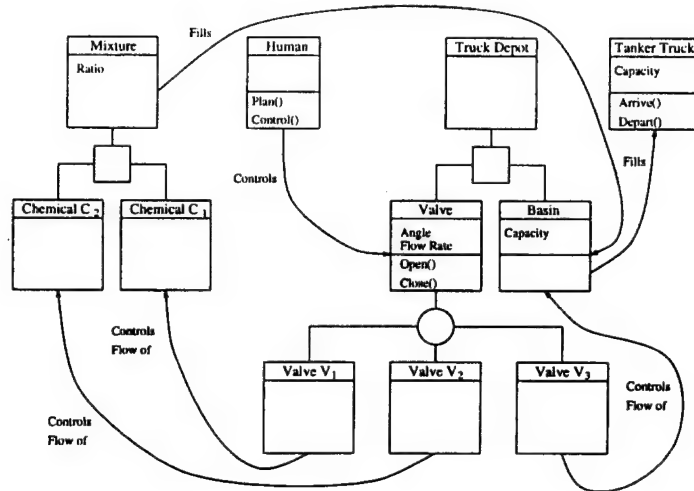 Mixture
Ratio
Fills
Human
Plan()
Control()
Truck Depot
Tanker Truck
Capacity
Arrive()
Depart()
Fills
Controls
Chemical C 2
Chemical C 1
Valve
Angle
Flow Rate
Open()
Close()
Basin
Capacity
Controls
Flow of
Controls
Flow of
Valve V1
Valve V2
Valve V3
Controls
Flow of